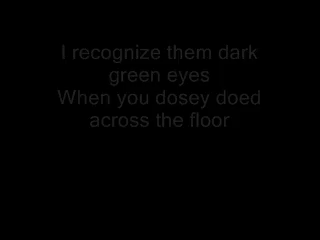 I recognize them dark
green eyes
When you dosey doed
across the floor